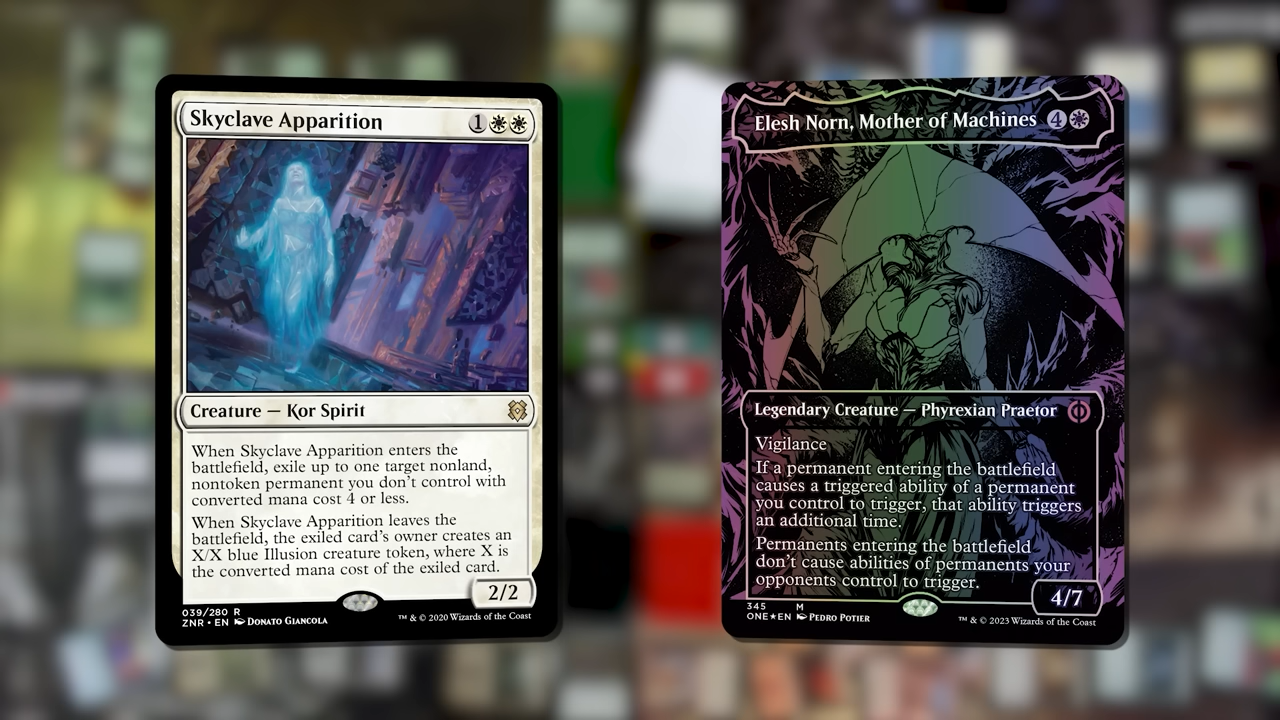 Skyclave Apparition 1
Creature — Kor Spirit
When Skyclave Apparition enters the
battlefield, exile up to one target nonland,
nontoken permanent you don't control with
converted mana cost 4 or less.
When Skyclave Apparition leaves the
battlefield, the exiled card's owner creates an
X/X blue Illusion creature token, where X is
the converted mana cost of the exiled card.
2/2
039/280 R
ZNR • EN Donato Giancola
™ & © 2020 Wizards of the Coast
Elesh Norn, Mother of Machines 4
Legendary Creature — Phyrexian Praetor
Vigilance
If a permanent entering the battlefield
causes a triggered ability of a permanent
you control to trigger, that ability triggers
an additional time.
Permanents entering the battlefield
don't cause abilities of permanents your
opponents control to trigger.
4/7
345 M
ONE★EN Pedro Potier
™ & © 2023 Wizards of the Coast